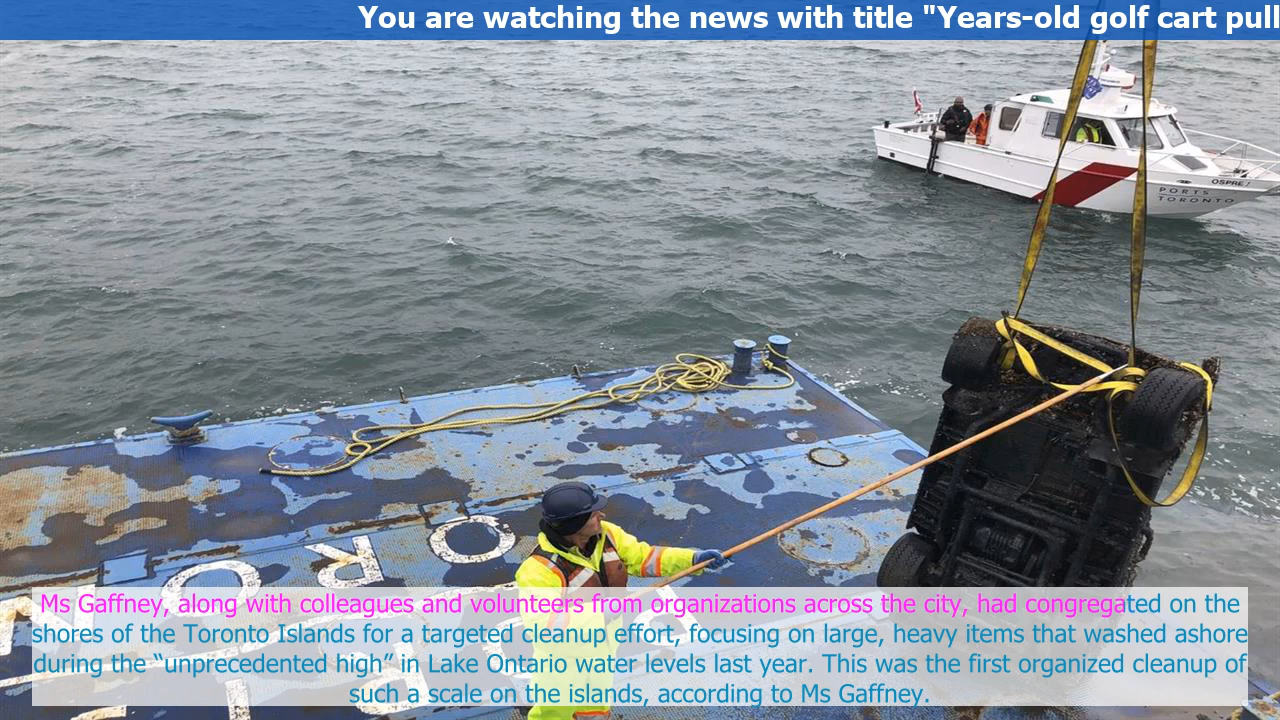 You are watching the news with title "Years-old golf cart pull
OSPREY
PORTS
TORONTO
Ms Gaffney, along with colleagues and volunteers from organizations across the city, had congregated on the
shores of the Toronto Islands for a targeted cleanup effort, focusing on large, heavy items that washed ashore
during the “unprecedented high” in Lake Ontario water levels last year. This was the first organized cleanup of
such a scale on the islands, according to Ms Gaffney.